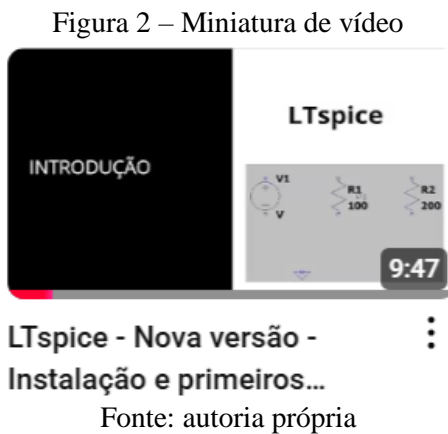 Figura 2 – Miniatura de vídeo
LTspice
INTRODUÇÃO
V1
R1
R2
100
200
V
9:47
LTspice - Nova versão -
Instalação e primeiros...
Fonte: autoria própria